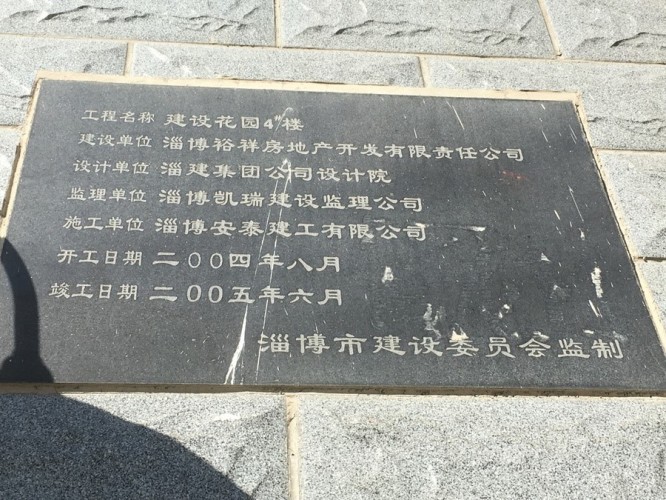 工程名称 建设花园4#楼
建设单位 淄博裕祥房地产开发有限责任公司
设计单位 淄建集团公司设计院
监理单位 淄博凯瑞建设监理公司
施工单位 淄博安泰建工有限公司
开工日期 二00四年八月
竣工日期 二00五年六月
淄博市建设委员会监制